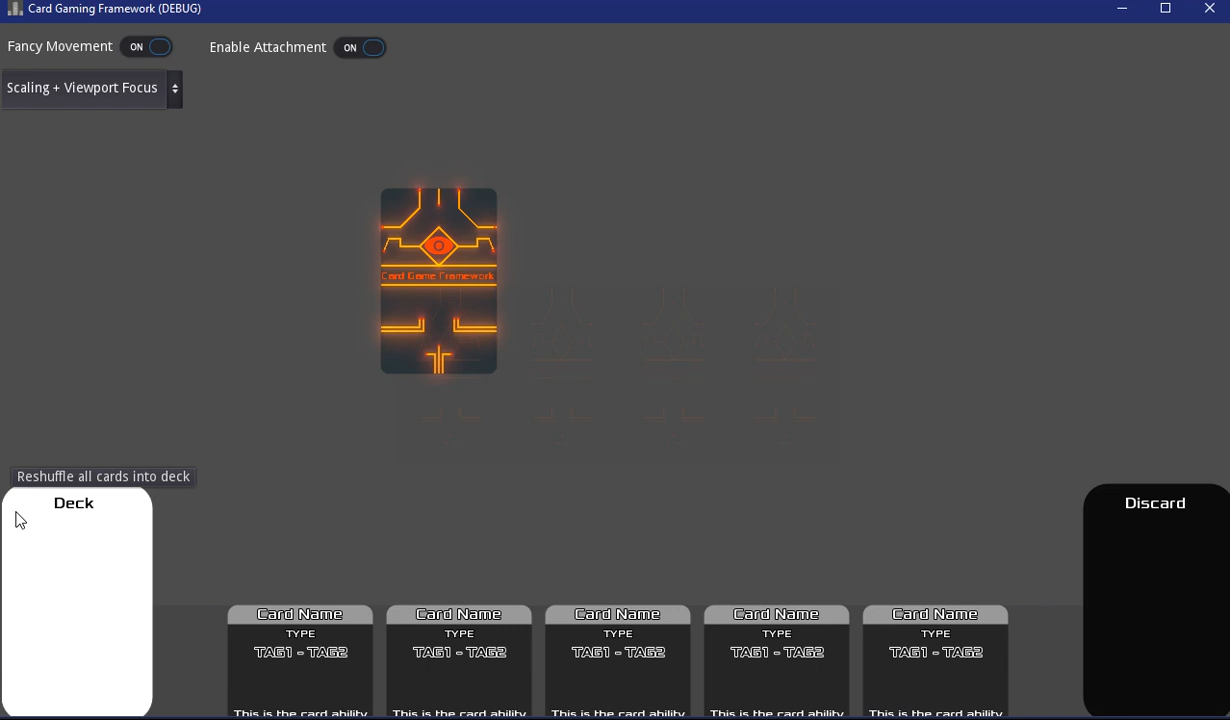 Card Gaming Framework (DEBUG)
Fancy Movement ON Enable Attachment ON
Scaling + Viewport Focus
Card Game Framework
Reshuffle all cards into deck
Deck
Discard
Card Name Card Name Card Name Card Name Card Name
TYPE TYPE TYPE TYPE TYPE
TAG1 - TAG2 TAG1 - TAG2 TAG1 - TAG2 TAG1 - TAG2 TAG1 - TAG2
This is the card ability This is the card ability This is the card ability This is the card ability This is the card ability